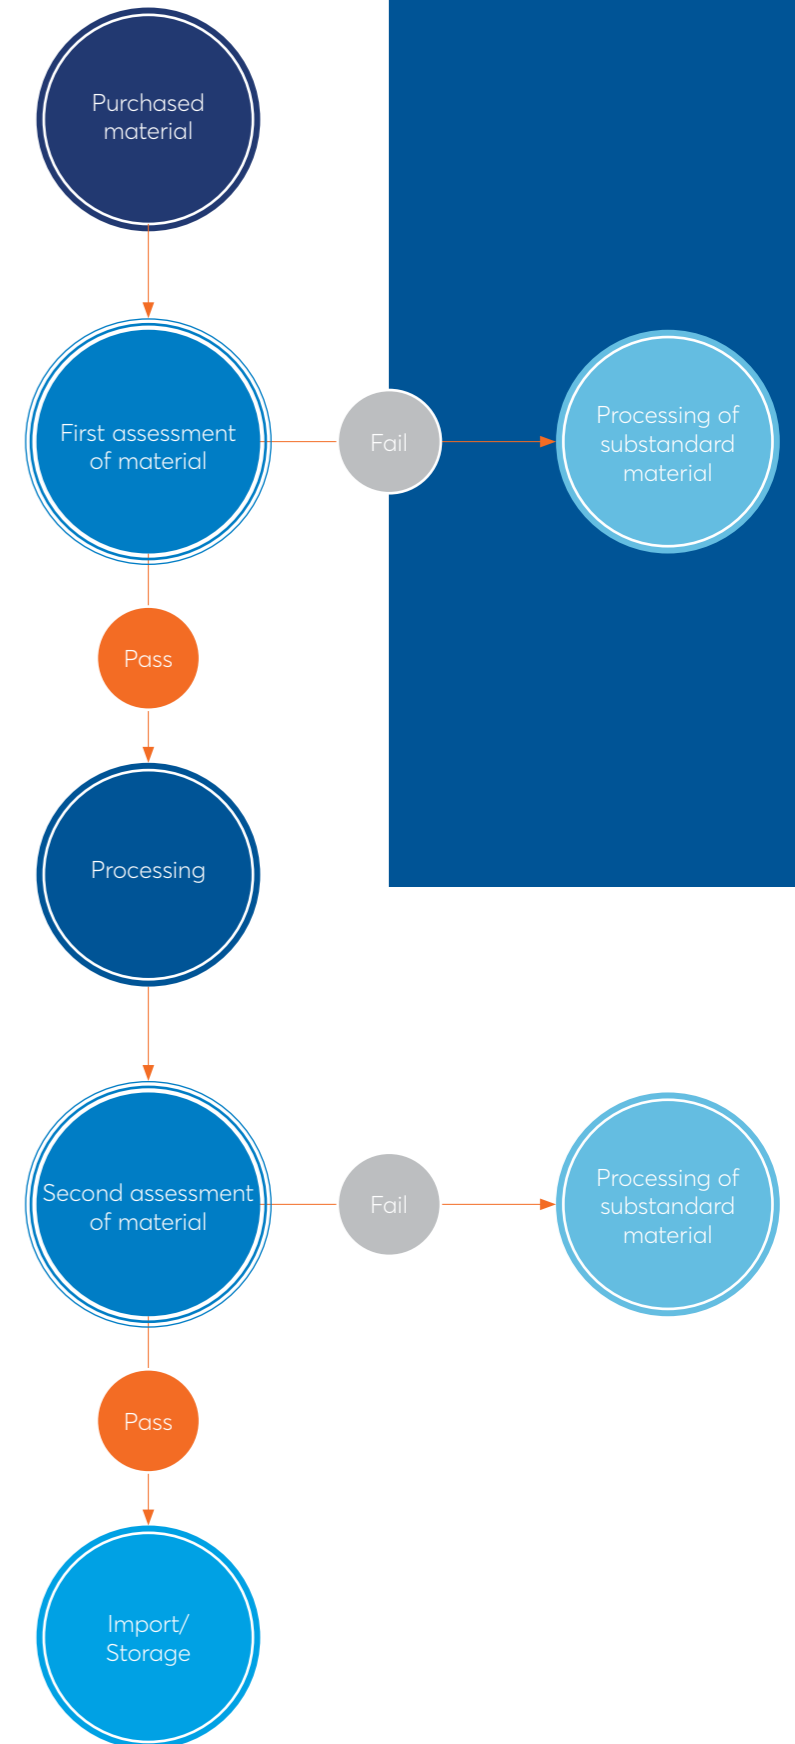 Purchased
material
First assessment
of material
Fail
Processing of
substandard
material
Pass
Processing
Second assessment
of material
Fail
Processing of
substandard
material
Pass
Import/
Storage